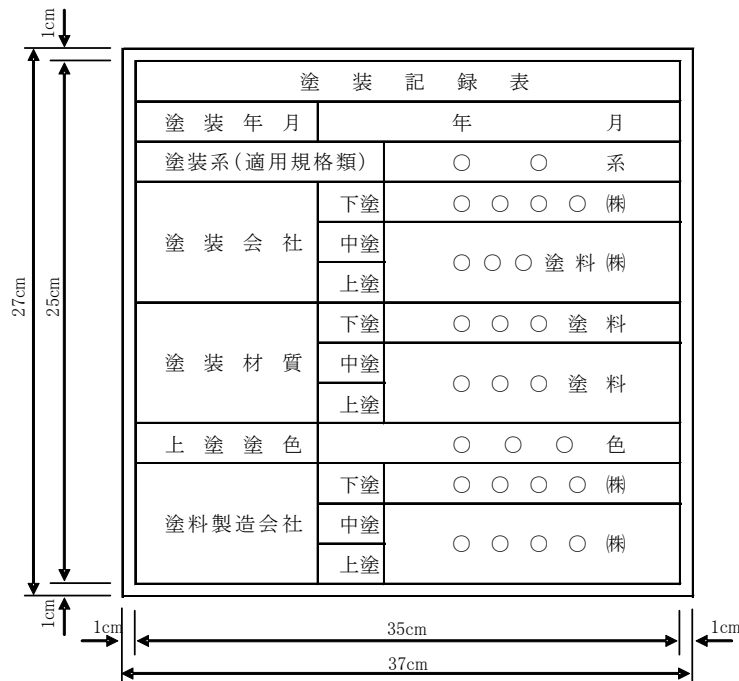 1cm
塗装記録表
塗装年月 年 月
塗装系(適用規格類) ○ ○ 系
下塗 ○ ○ ○ ○ ㈱
塗装会社 中塗 ○ ○ ○ 塗 料 ㈱
上塗
27cm
25cm
下塗 ○ ○ ○ 塗 料
塗装材質 中塗 ○ ○ ○ 塗 料
上塗
上塗塗色 ○ ○ ○ 色
下塗 ○ ○ ○ ○ ㈱
塗料製造会社 中塗 ○ ○ ○ ○ ㈱
上塗
1cm
1cm 35cm 1cm
37cm